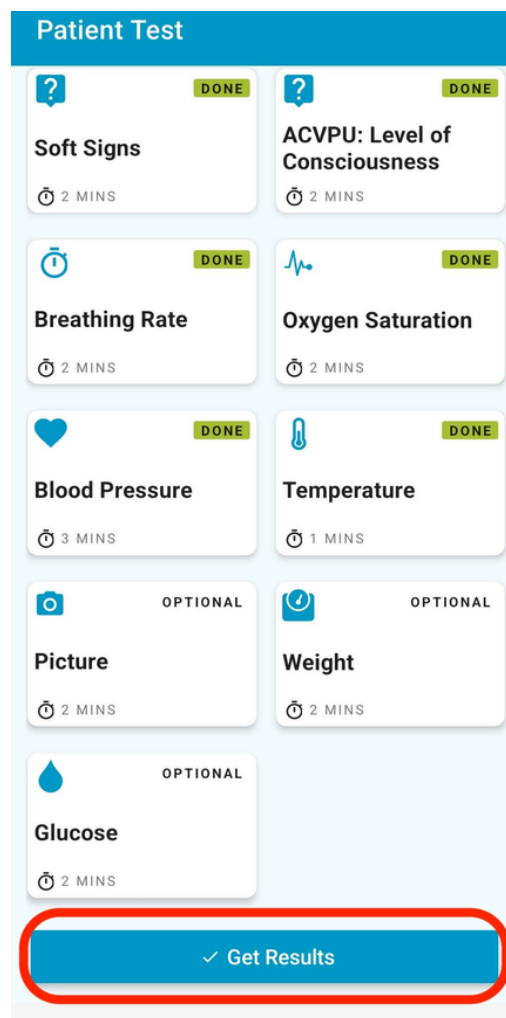 Patient Test
DONE
Soft Signs
2 MINS
DONE
ACVPU: Level of
Consciousness
2 MINS
DONE
Breathing Rate
2 MINS
DONE
Oxygen Saturation
2 MINS
DONE
Blood Pressure
3 MINS
DONE
Temperature
1 MINS
OPTIONAL
Picture
2 MINS
OPTIONAL
Weight
2 MINS
OPTIONAL
Glucose
2 MINS
Get Results